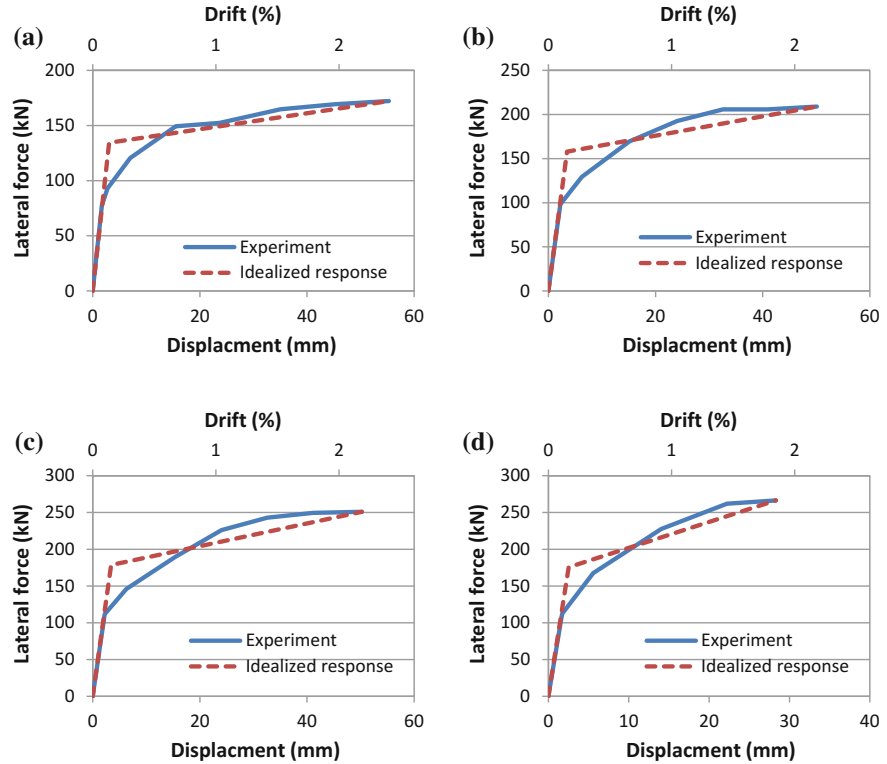 (a)
Drift (%)
0 1 2
200
150
100
50
0
Lateral force (kN)
Experiment
Idealized response
0 20 40 60
Displacment (mm)
(b)
Drift (%)
0 1 2
250
200
150
100
50
0
Lateral force (kN)
Experiment
Idealized response
0 20 40 60
Displacment (mm)
(c)
Drift (%)
0 1 2
300
250
200
150
100
50
0
Lateral force (kN)
Experiment
Idealized response
0 20 40 60
Displacment (mm)
(d)
Drift (%)
0 1 2
300
250
200
150
100
50
0
Lateral force (kN)
Experiment
Idealized response
0 10 20 30 40
Displacment (mm)